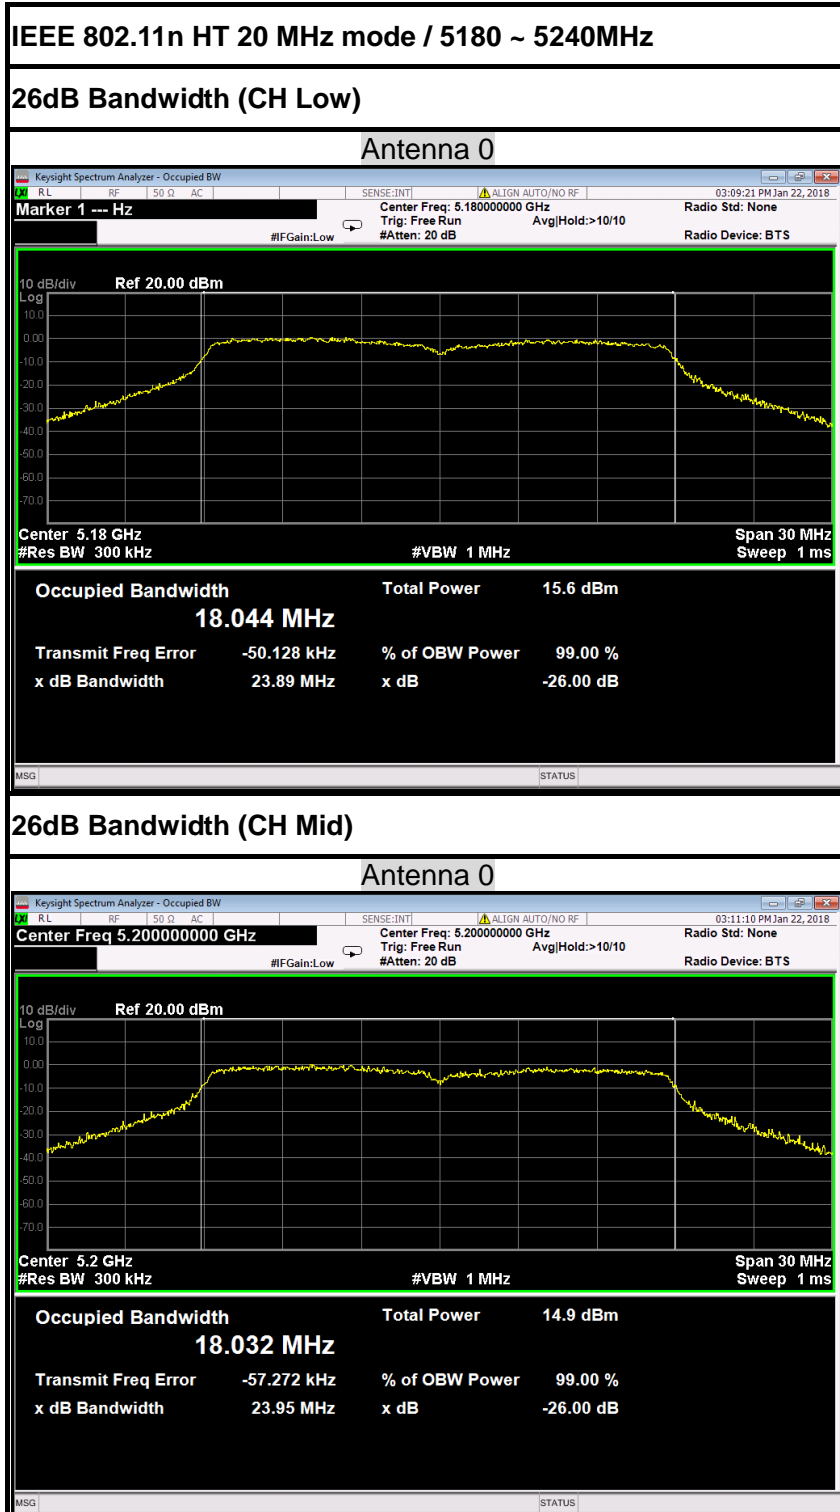 IEEE 802.11n HT 20 MHz mode / 5180 ~ 5240MHz
26dB Bandwidth (CH Low)
Antenna 0
Keysight Spectrum Analyzer - Occupied BW
LXI RL RF 50 Ω AC SENSE:INT ALIGN AUTO/NO RF 03:09:21 PM Jan 22, 2018
Marker 1 --- Hz Center Freq: 5.180000000 GHz Radio Std: None
Trig: Free Run Avg|Hold:>10/10
#IFGain:Low #Atten: 20 dB Radio Device: BTS
10 dB/div Ref 20.00 dBm
Log
10.0
0.00
-10.0
-20.0
-30.0
-40.0
-50.0
-60.0
-70.0
Center 5.18 GHz Span 30 MHz
#Res BW 300 kHz #VBW 1 MHz Sweep 1 ms
Occupied Bandwidth Total Power 15.6 dBm
18.044 MHz
Transmit Freq Error -50.128 kHz % of OBW Power 99.00 %
x dB Bandwidth 23.89 MHz x dB -26.00 dB
MSG STATUS
26dB Bandwidth (CH Mid)
Antenna 0
Keysight Spectrum Analyzer - Occupied BW
LXI RL RF 50 Ω AC SENSE:INT ALIGN AUTO/NO RF 03:11:10 PM Jan 22, 2018
Center Freq 5.200000000 GHz Center Freq: 5.200000000 GHz Radio Std: None
Trig: Free Run Avg|Hold:>10/10
#IFGain:Low #Atten: 20 dB Radio Device: BTS
10 dB/div Ref 20.00 dBm
Log
10.0
0.00
-10.0
-20.0
-30.0
-40.0
-50.0
-60.0
-70.0
Center 5.2 GHz Span 30 MHz
#Res BW 300 kHz #VBW 1 MHz Sweep 1 ms
Occupied Bandwidth Total Power 14.9 dBm
18.032 MHz
Transmit Freq Error -57.272 kHz % of OBW Power 99.00 %
x dB Bandwidth 23.95 MHz x dB -26.00 dB
MSG STATUS